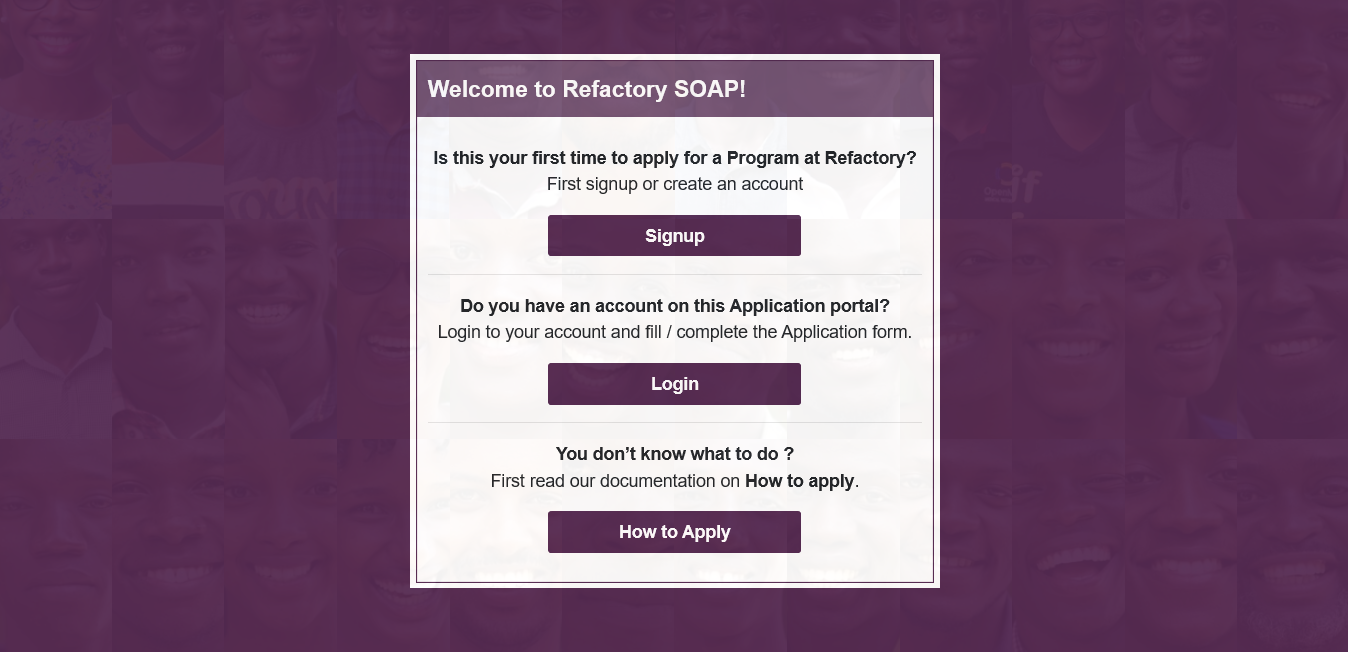 Welcome to Refactory SOAP!
Is this your first time to apply for a Program at Refactory?
First signup or create an account
Signup
Do you have an account on this Application portal?
Login to your account and fill / complete the Application form.
Login
You don’t know what to do ?
First read our documentation on How to apply.
How to Apply